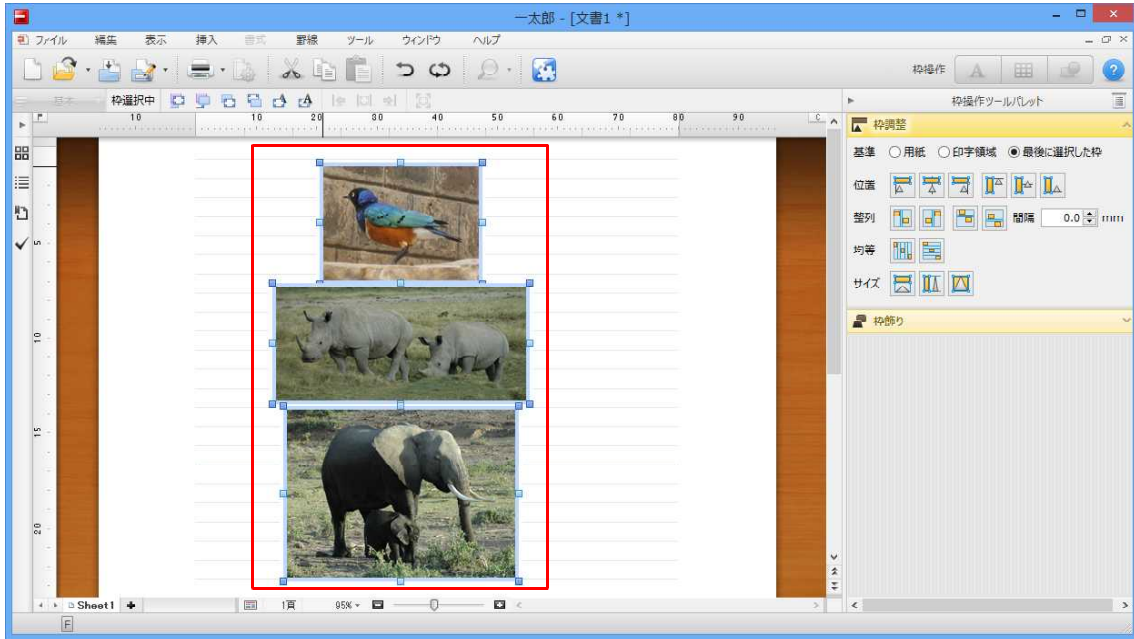 一太郎 - [文書1 *]
ファイル 編集 表示 挿入 書式 罫線 ツール ウィンドウ ヘルプ
枠操作 A ?
基本 枠選択中
枠操作ツールパレット
10 10 20 30 40 50 60 70 80 90
枠調整
基準 用紙 印字領域 最後に選択した枠
位置
整列 間隔 0.0 mm
均等
サイズ
枠飾り
5
10
15
20
Sheet1 1頁 95%
F